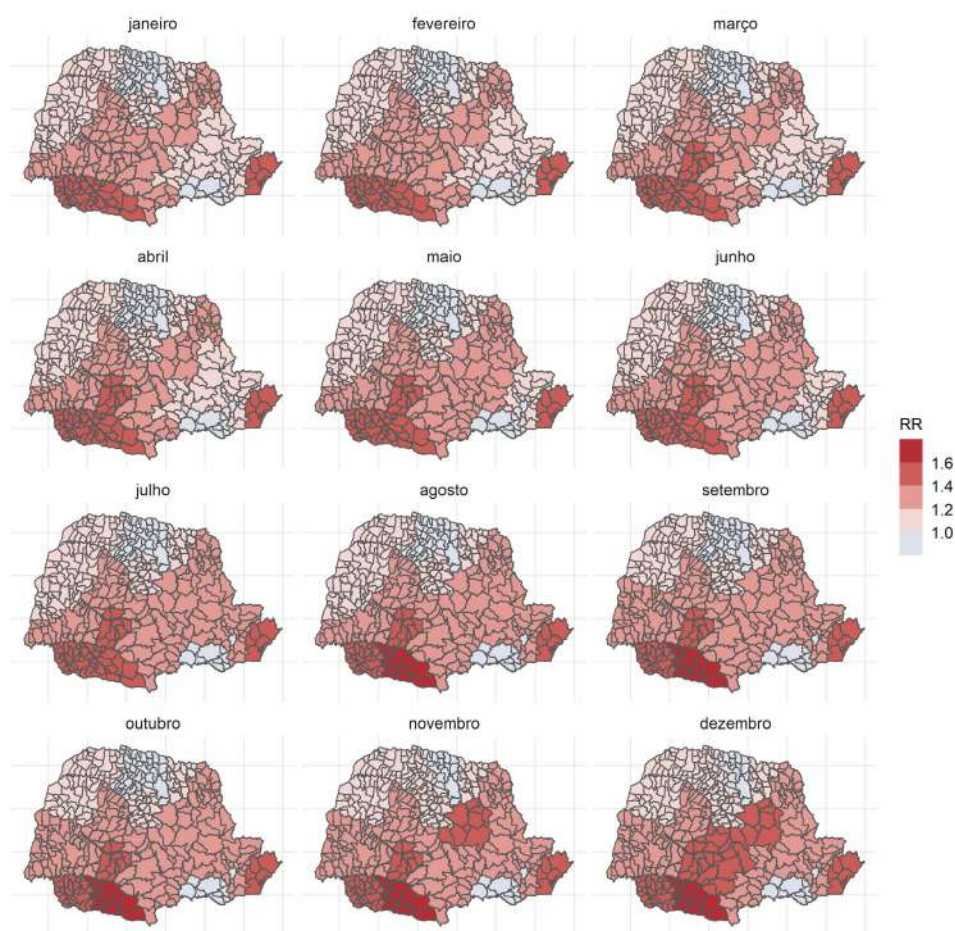 janeiro
fevereiro
março
abril
maio
junho
RR
1.6
1.4
1.2
1.0
julho
agosto
setembro
outubro
novembro
dezembro